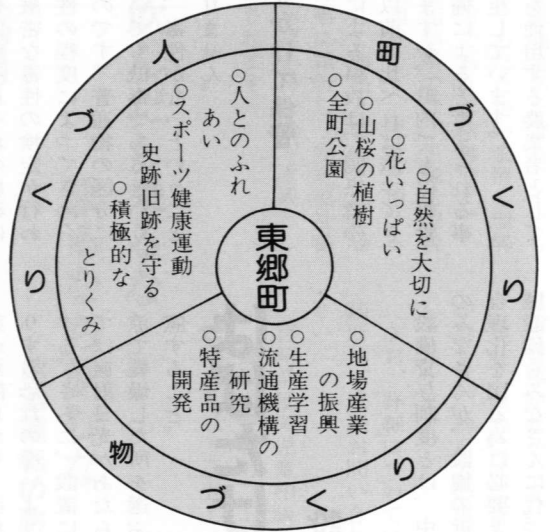 東郷町
町づくり
○自然を大切に
○花いっぱい
○山桜の植樹
○全町公園
人づくり
○人とのふれ
あい
○スポーツ健康運動
史跡旧跡を守る
○積極的な
とりくみ
物づくり
○地場産業
の振興
○生産学習
○流通機構の
研究
○特産品の
開発